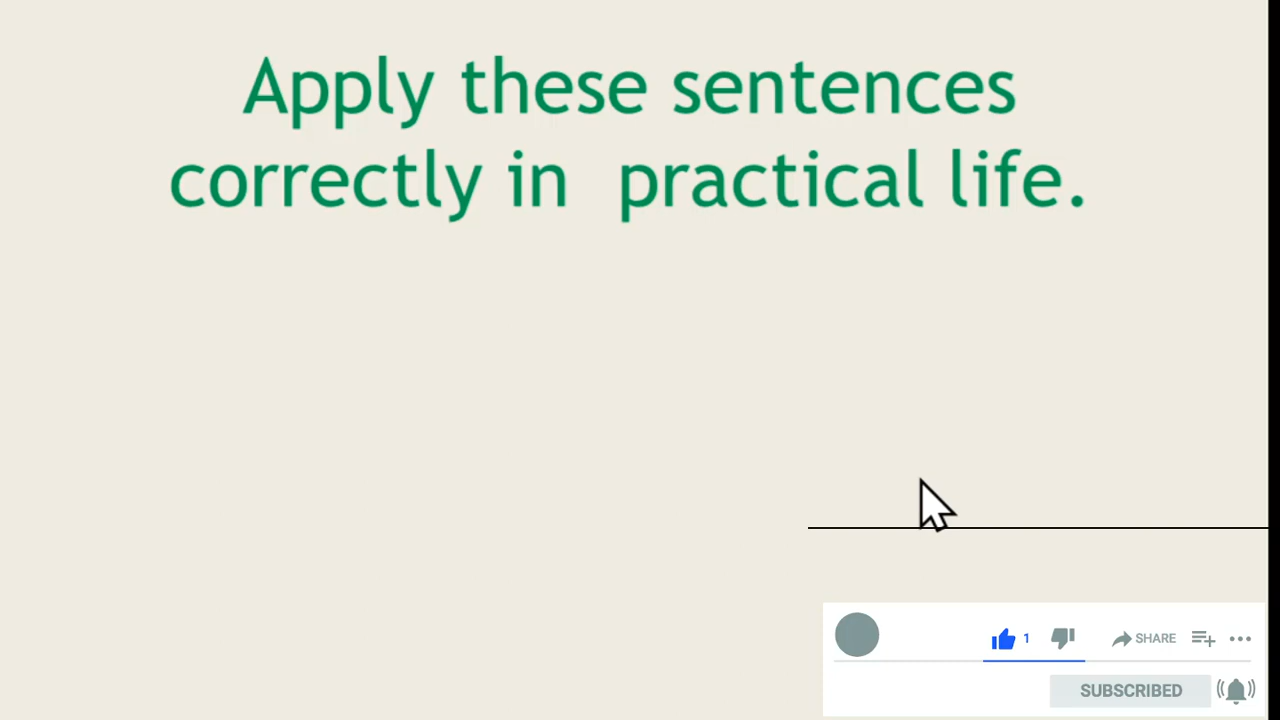 Apply these sentences
correctly in practical life.
1 SHARE
SUBSCRIBED